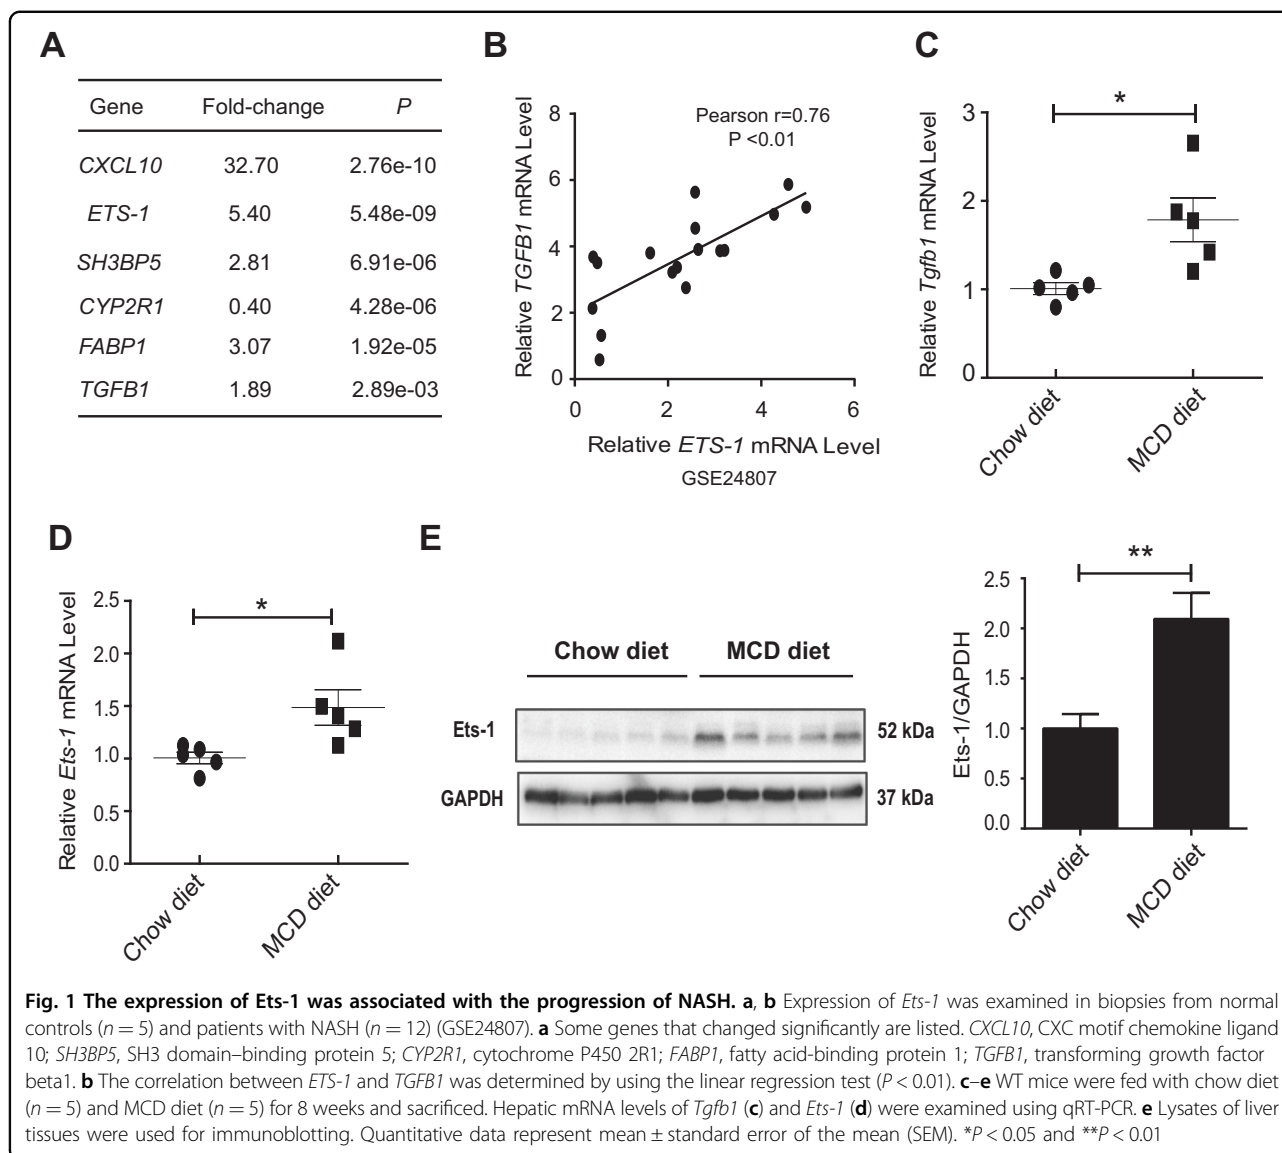 A
Gene Fold-change P
CXCL10 32.70 2.76e-10
ETS-1 5.40 5.48e-09
SH3BP5 2.81 6.91e-06
CYP2R1 0.40 4.28e-06
FABP1 3.07 1.92e-05
TGFB1 1.89 2.89e-03
B
Pearson r=0.76
P <0.01
Relative TGFB1 mRNA Level
8
6
4
2
0
0 2 4 6
Relative ETS-1 mRNA Level
GSE24807
C
*
Relative Tgfb1 mRNA Level
3
2
1
0
Chow diet
MCD diet
D
*
Relative Ets-1 mRNA Level
2.5
2.0
1.5
1.0
0.5
0.0
Chow diet
MCD diet
E
Chow diet MCD diet
Ets-1 52 kDa
GAPDH 37 kDa
**
Ets-1/GAPDH
2.5
2.0
1.5
1.0
0.5
0.0
Chow diet
MCD diet
Fig. 1 The expression of Ets-1 was associated with the progression of NASH. a, b Expression of Ets-1 was examined in biopsies from normal
controls (n = 5) and patients with NASH (n = 12) (GSE24807). a Some genes that changed significantly are listed. CXCL10, CXC motif chemokine ligand
10; SH3BP5, SH3 domain–binding protein 5; CYP2R1, cytochrome P450 2R1; FABP1, fatty acid-binding protein 1; TGFB1, transforming growth factor
beta1. b The correlation between ETS-1 and TGFB1 was determined by using the linear regression test (P < 0.01). c–e WT mice were fed with chow diet
(n = 5) and MCD diet (n = 5) for 8 weeks and sacrificed. Hepatic mRNA levels of Tgfb1 (c) and Ets-1 (d) were examined using qRT-PCR. e Lysates of liver
tissues were used for immunoblotting. Quantitative data represent mean ± standard error of the mean (SEM). *P < 0.05 and **P < 0.01